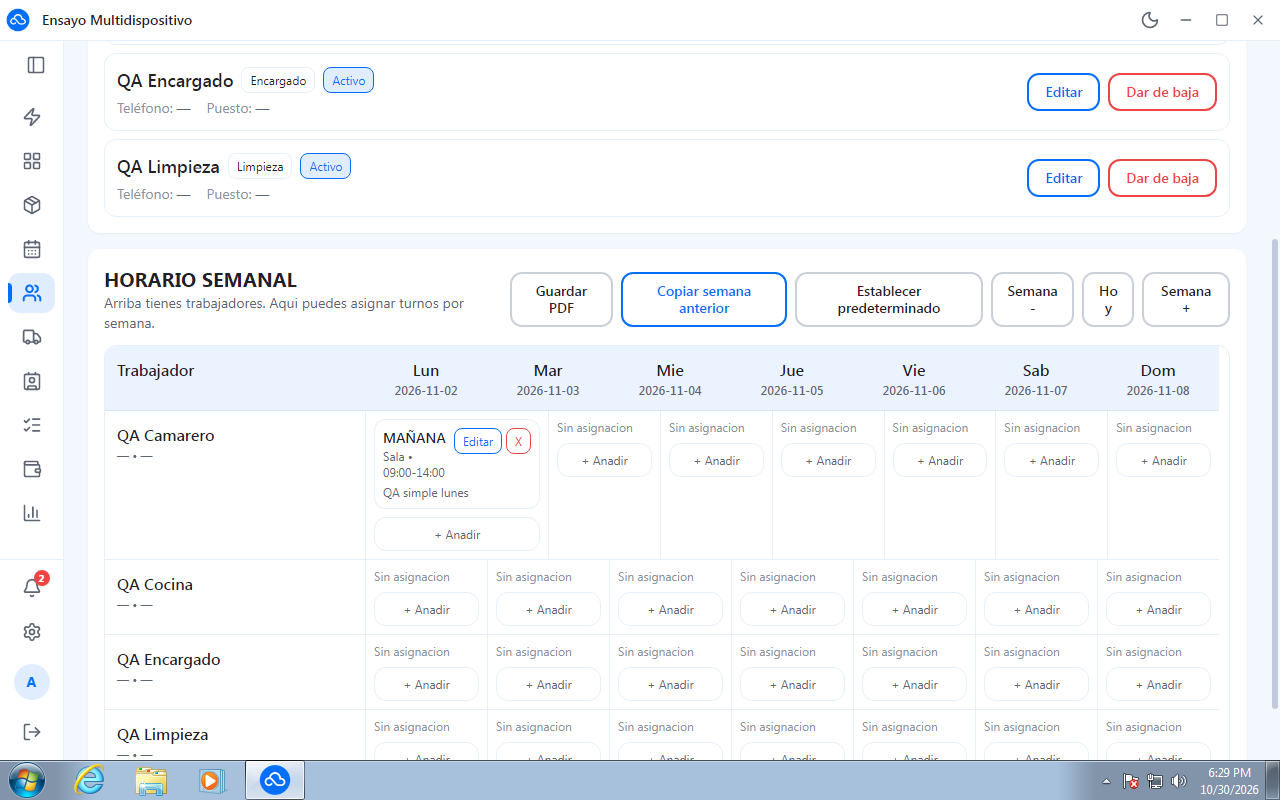 Ensayo Multidispositivo
QA Encargado Encargado Activo
Teléfono: — Puesto: —
Editar Dar de baja
QA Limpieza Limpieza Activo
Teléfono: — Puesto: —
Editar Dar de baja
HORARIO SEMANAL
Arriba tienes trabajadores. Aqui puedes asignar turnos por
semana.
Guardar
PDF
Copiar semana
anterior
Establecer
predeterminado
Semana
-
Ho
y
Semana
+
Trabajador Lun Mar Mie Jue Vie Sab Dom
2026-11-02 2026-11-03 2026-11-04 2026-11-05 2026-11-06 2026-11-07 2026-11-08
QA Camarero
— • —
MAÑANA Editar X
Sala •
09:00-14:00
QA simple lunes
+ Anadir
Sin asignacion Sin asignacion Sin asignacion Sin asignacion Sin asignacion Sin asignacion
+ Anadir + Anadir + Anadir + Anadir + Anadir + Anadir
QA Cocina
— • —
Sin asignacion Sin asignacion Sin asignacion Sin asignacion Sin asignacion Sin asignacion Sin asignacion
+ Anadir + Anadir + Anadir + Anadir + Anadir + Anadir + Anadir
QA Encargado
— • —
Sin asignacion Sin asignacion Sin asignacion Sin asignacion Sin asignacion Sin asignacion Sin asignacion
+ Anadir + Anadir + Anadir + Anadir + Anadir + Anadir + Anadir
QA Limpieza
— • —
Sin asignacion Sin asignacion Sin asignacion Sin asignacion Sin asignacion Sin asignacion Sin asignacion
+ Anadir + Anadir + Anadir + Anadir + Anadir + Anadir + Anadir
2
A
6:29 PM
10/30/2026